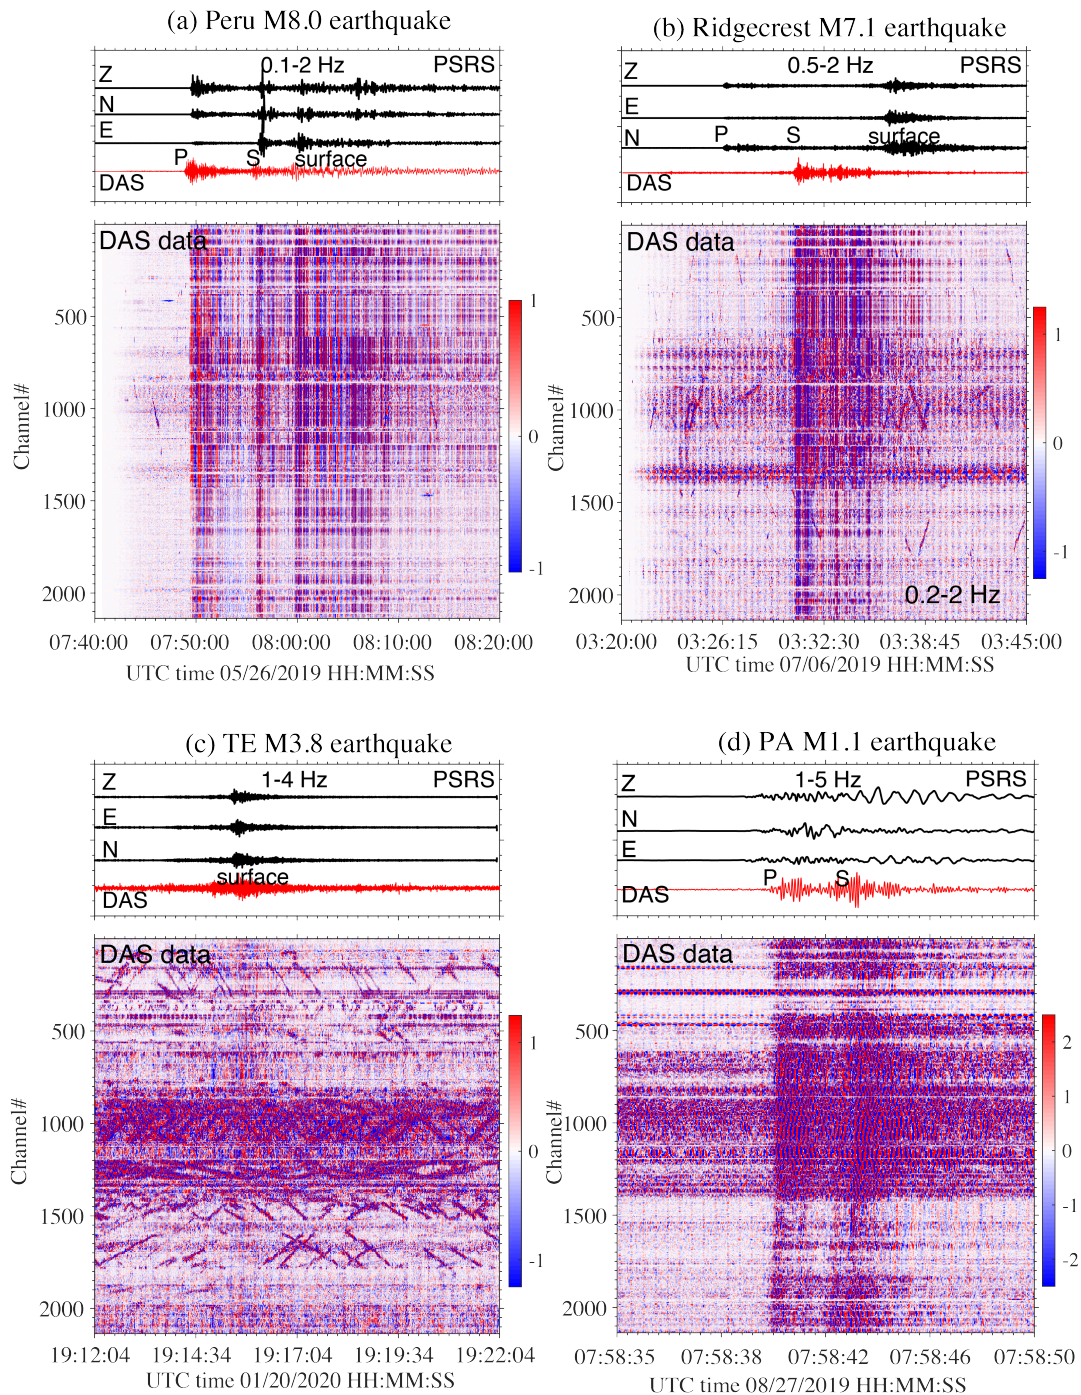 (a) Peru M8.0 earthquake
0.1-2 Hz PSRS
Z
N
E
P S surface
DAS
DAS data
500
1000
1500
2000
Channel#
1
0
-1
07:40:00 07:50:00 08:00:00 08:10:00 08:20:00
UTC time 05/26/2019 HH:MM:SS
(b) Ridgecrest M7.1 earthquake
0.5-2 Hz PSRS
Z
E
N P S surface
DAS
DAS data
500
1000
1500
2000
Channel#
1
0
-1
0.2-2 Hz
03:20:00 03:26:15 03:52:30 03:38:45 03:45:00
UTC time 07/06/2019 HH:MM:SS
(c) TE M3.8 earthquake
1-4 Hz PSRS
Z
E
N
surface
DAS
DAS data
500
1000
1500
2000
Channel#
1
0
-1
19:12:04 19:14:34 19:17:04 19:19:34 19:22:04
UTC time 01/20/2020 HH:MM:SS
(d) PA M1.1 earthquake
1-5 Hz PSRS
Z
N
E
P S
DAS
DAS data
500
1000
1500
2000
Channel#
2
1
0
-1
-2
07:58:35 07:58:38 07:58:42 07:58:46 07:58:50
UTC time 08/27/2019 HH:MM:SS